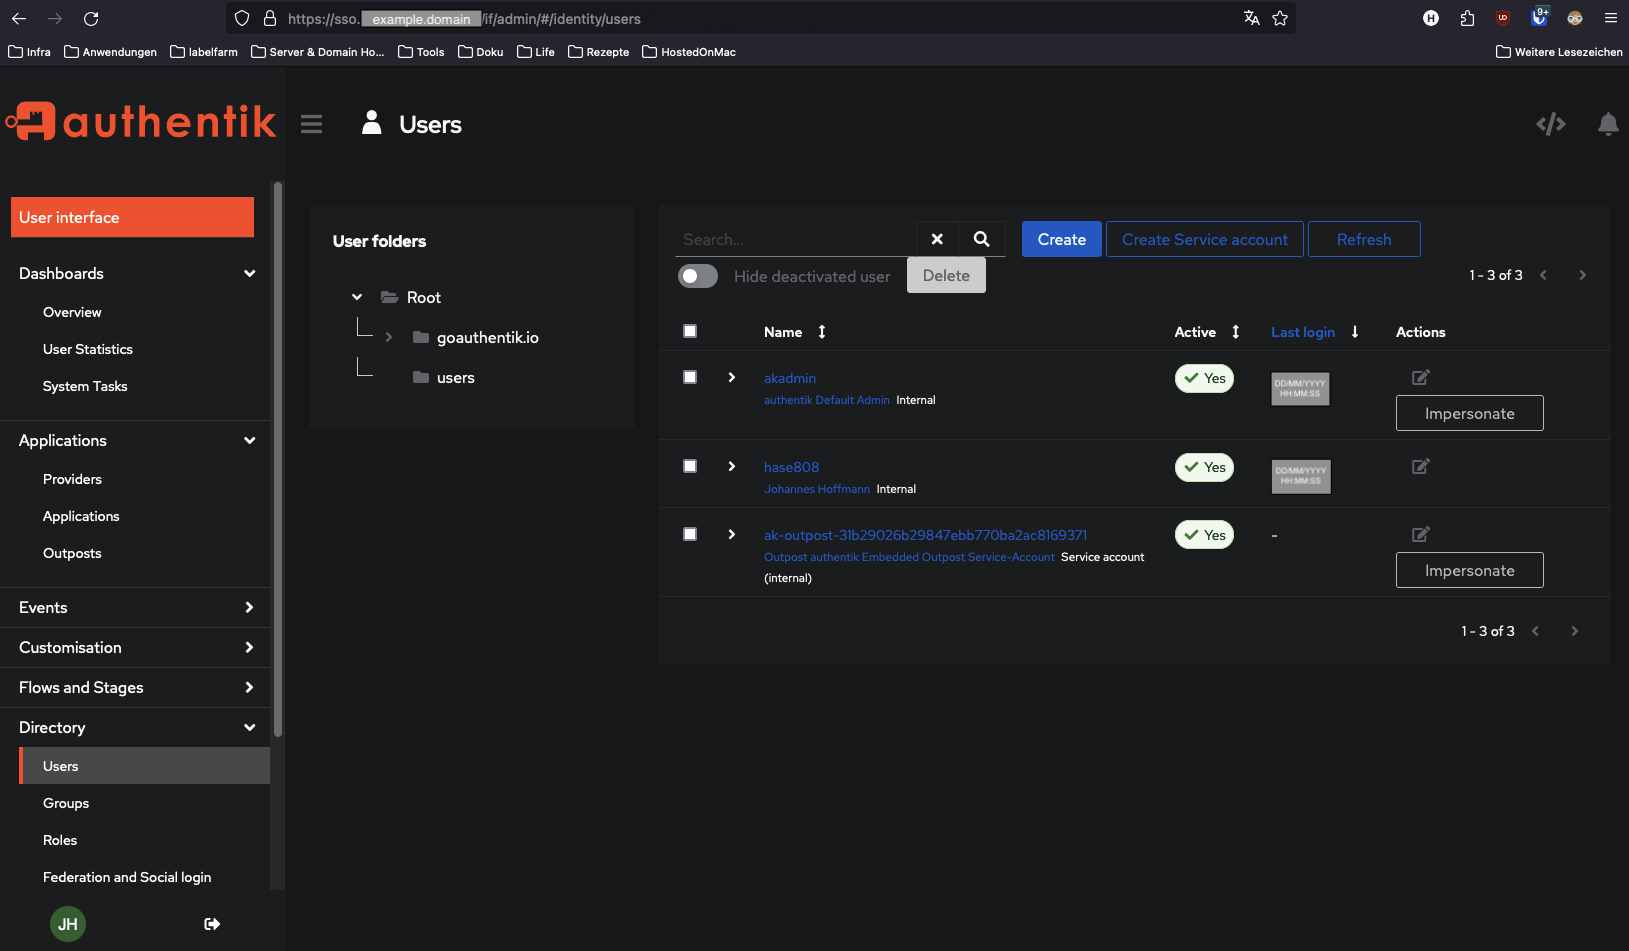 https://sso. example.domain /if/admin/#/identity/users
H
UD
9+
Infra Anwendungen labelfarm Server & Domain Ho... Tools Doku Life Rezepte HostedOnMac Weitere Lesezeichen
authentik
Users
User interface
Dashboards
Overview
User Statistics
System Tasks
Applications
Providers
Applications
Outposts
Events
Customisation
Flows and Stages
Directory
Users
Groups
Roles
Federation and Social login
JH
User folders
Root
goauthentik.io
users
Search...
Create
Create Service account
Refresh
Hide deactivated user
Delete
1 - 3 of 3
Name Active Last login Actions
akadmin
authentik Default Admin Internal
Yes
DD/MM/YYYY
HH:MM:SS
Impersonate
hase808
Johannes Hoffmann Internal
Yes
DD/MM/YYYY
HH:MM:SS
ak-outpost-31b29026b29847ebb770ba2ac8169371
Outpost authentik Embedded Outpost Service-Account Service account
(internal)
Yes
-
Impersonate
1 - 3 of 3